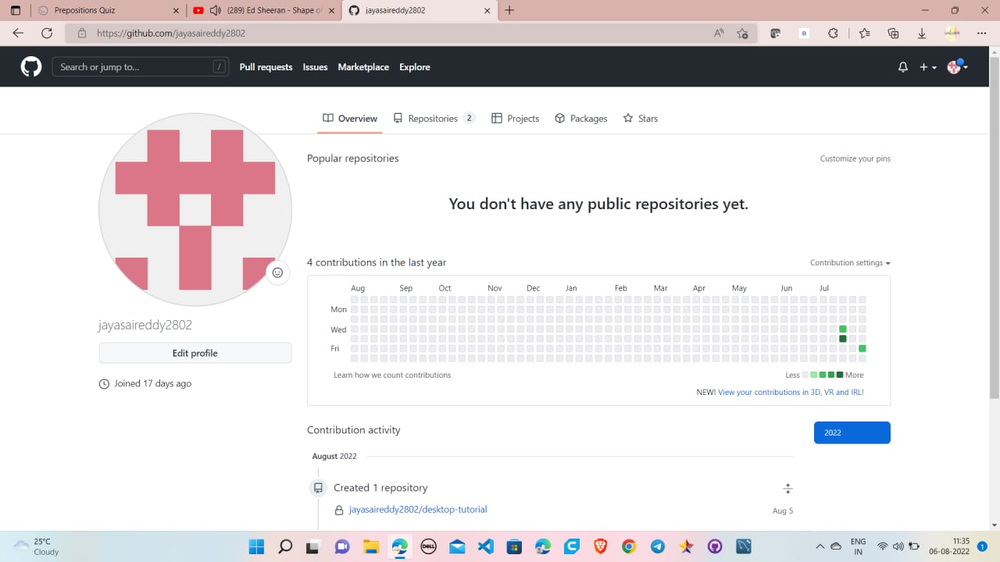 Prepositions Quiz
(289) Ed Sheeran - Shape of
jayasaireddy2802
https://github.com/jayasaireddy2802
Search or jump to...
/
Pull requests
Issues
Marketplace
Explore
Overview
Repositories 2
Projects
Packages
Stars
Popular repositories
Customize your pins
You don't have any public repositories yet.
jayasaireddy2802
Edit profile
Joined 17 days ago
4 contributions in the last year
Contribution settings
Aug Sep Oct Nov Dec Jan Feb Mar Apr May Jun Jul
Mon
Wed
Fri
Learn how we count contributions
Less More
NEW! View your contributions in 3D, VR and IRL!
Contribution activity
2022
August 2022
Created 1 repository
jayasaireddy2802/desktop-tutorial
Aug 5
25°C
Cloudy
DELL
ENG
IN
11:35
06-08-2022
1